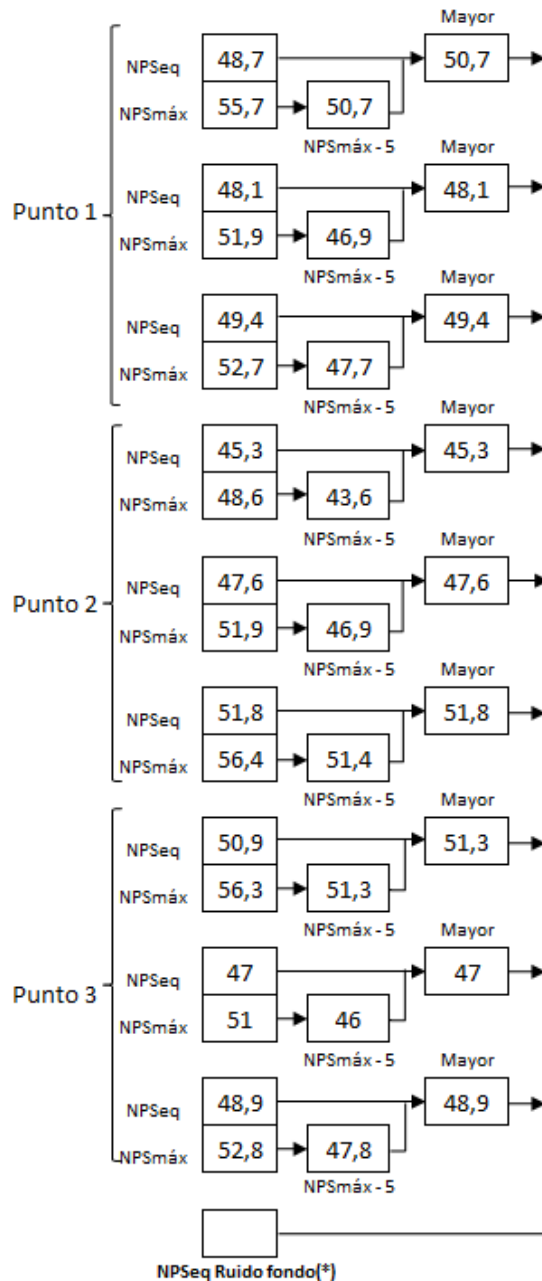 Mayor
NPSeq 48,7 50,7
NPSmáx 55,7 50,7
NPSmáx - 5
Mayor
NPSeq 48,1 48,1
Punto 1
NPSmáx 51,9 46,9
NPSmáx - 5
Mayor
NPSeq 49,4 49,4
NPSmáx 52,7 47,7
NPSmáx - 5
Mayor
NPSeq 45,3 45,3
NPSmáx 48,6 43,6
NPSmáx - 5
Mayor
NPSeq 47,6 47,6
Punto 2
NPSmáx 51,9 46,9
NPSmáx - 5
Mayor
NPSeq 51,8 51,8
NPSmáx 56,4 51,4
NPSmáx - 5
Mayor
NPSeq 50,9 51,3
NPSmáx 56,3 51,3
NPSmáx - 5
Mayor
NPSeq 47 47
Punto 3
NPSmáx 51 46
NPSmáx - 5
Mayor
NPSeq 48,9 48,9
NPSmáx 52,8 47,8
NPSmáx - 5
NPSeq Ruido fondo(*)